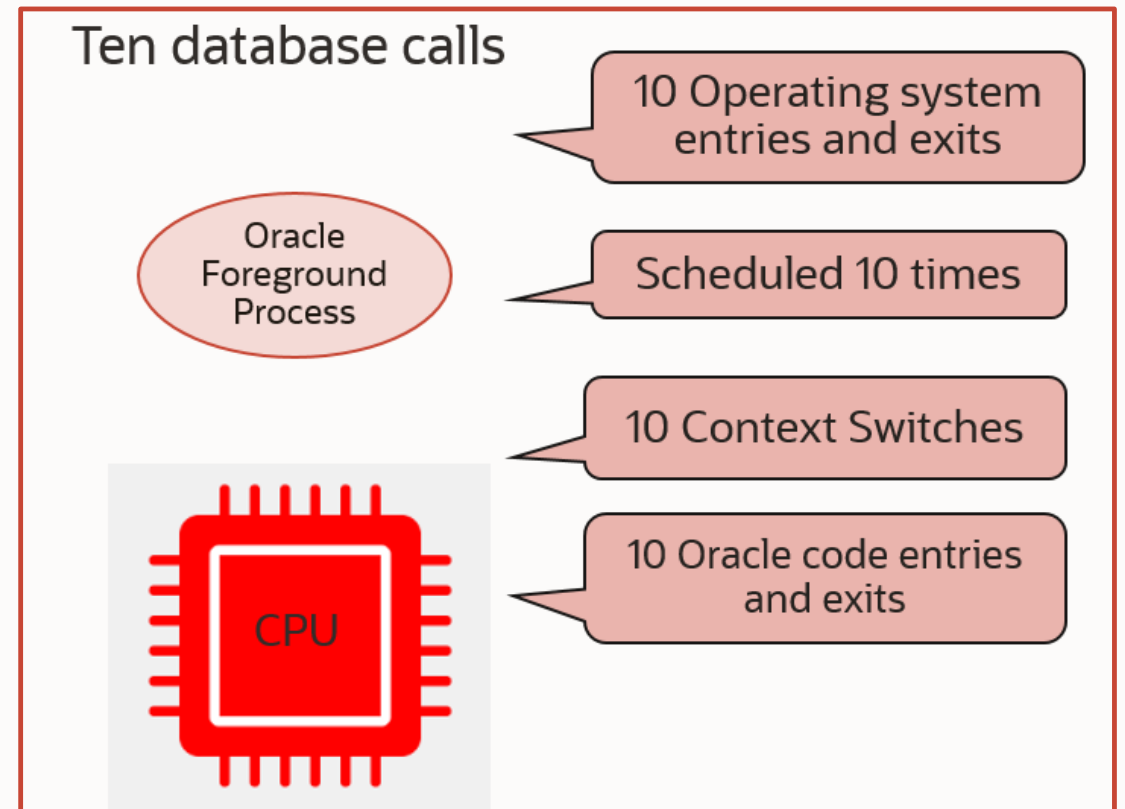 Ten database calls
10 Operating system
entries and exits
Oracle
Foreground
Process
Scheduled 10 times
10 Context Switches
10 Oracle code entries
and exits
CPU